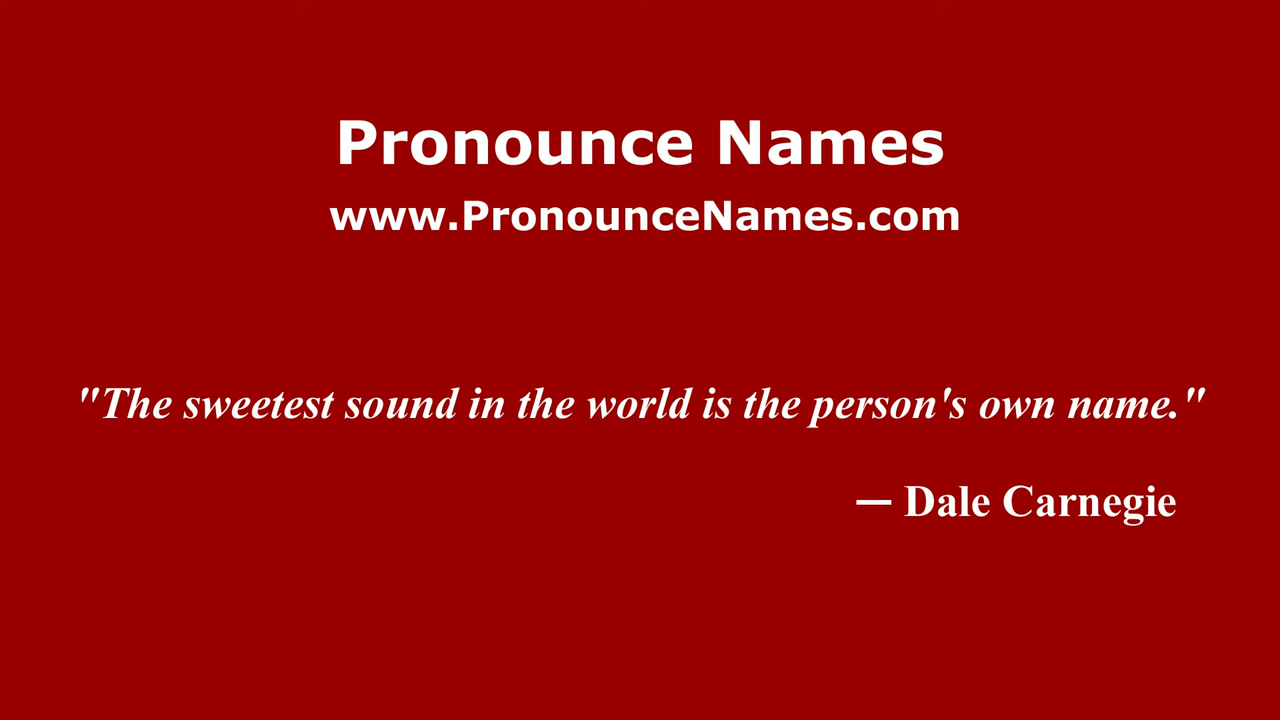 Pronounce Names
www.PronounceNames.com
"The sweetest sound in the world is the person's own name."
— Dale Carnegie